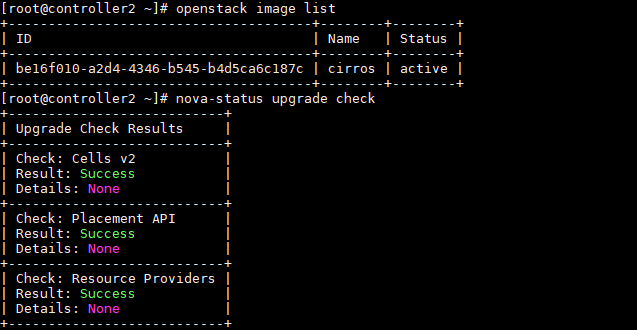 [root@controller2 ~]# openstack image list
+--------------------------------------+--------+--------+
| ID                                   | Name   | Status |
+--------------------------------------+--------+--------+
| be16f010-a2d4-4346-b545-b4d5ca6c187c | cirros | active |
+--------------------------------------+--------+--------+
[root@controller2 ~]# nova-status upgrade check
+---------------------------+
| Upgrade Check Results     |
+---------------------------+
| Check: Cells v2           |
| Result: Success           |
| Details: None             |
+---------------------------+
| Check: Placement API      |
| Result: Success           |
| Details: None             |
+---------------------------+
| Check: Resource Providers |
| Result: Success           |
| Details: None             |
+---------------------------+